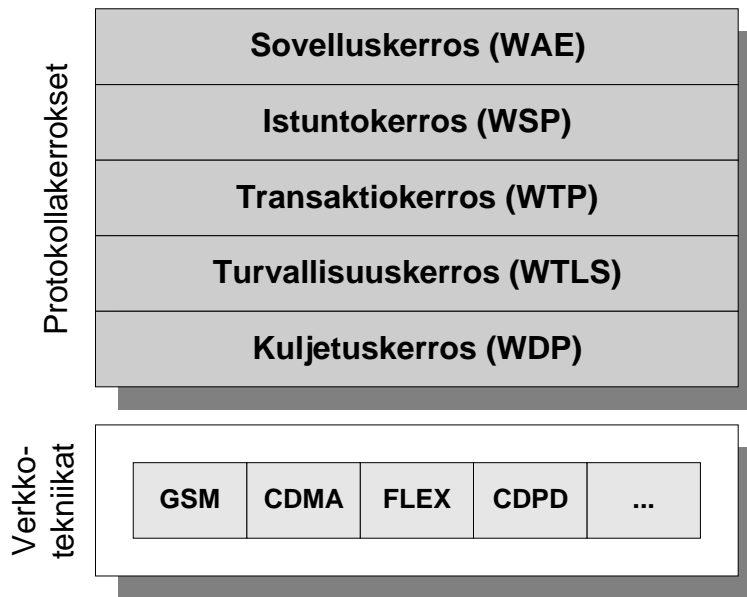 Protokollakerrokset
Sovelluskerros (WAE)
Istuntokerros (WSP)
Transaktiokerros (WTP)
Turvallisuuskerros (WTLS)
Kuljetuskerros (WDP)
Verkko-
tekniikat
GSM CDMA FLEX CDPD ...